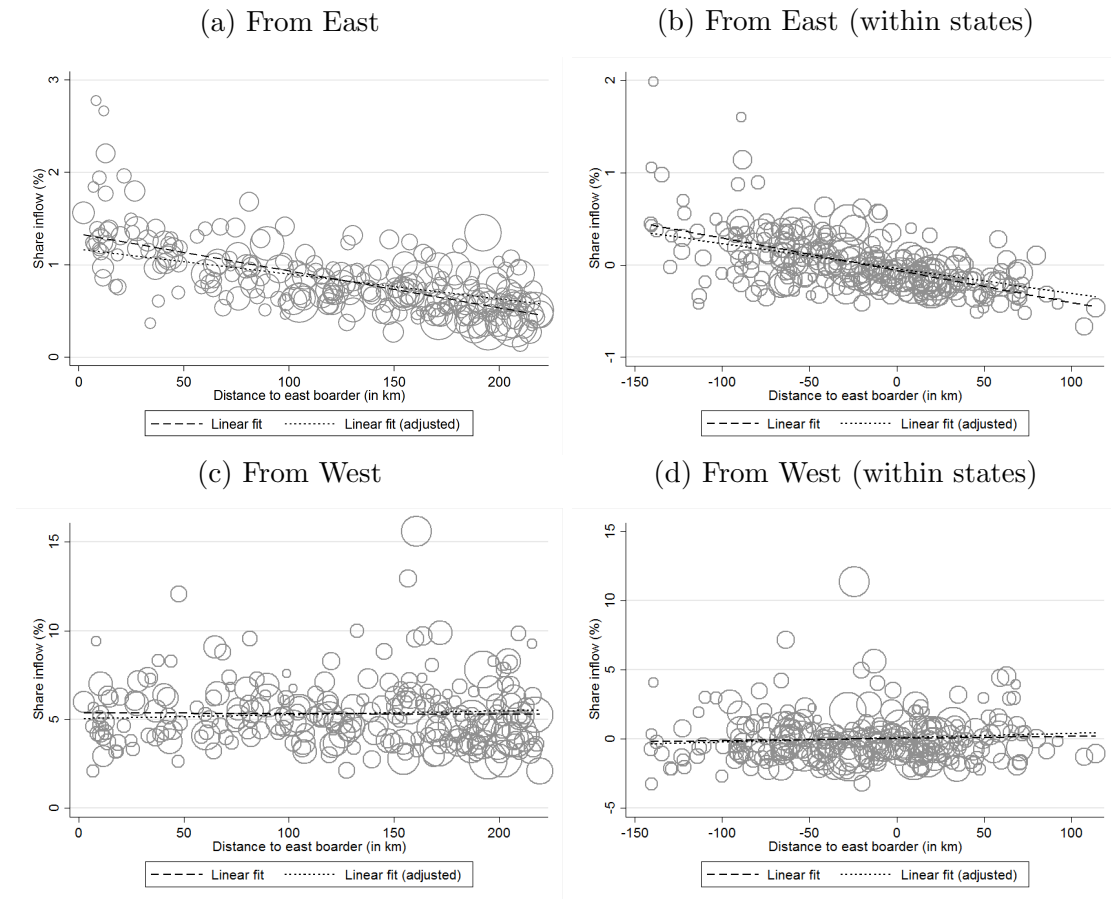 (a) From East
3
2
1
0
Share inflow (%)
0 50 100 150 200
Distance to east boarder (in km)
Linear fit Linear fit (adjusted)
(b) From East (within states)
2
1
0
-1
Share inflow (%)
-150 -100 -50 0 50 100
Distance to east boarder (in km)
Linear fit Linear fit (adjusted)
(c) From West
15
10
5
0
Share inflow (%)
0 50 100 150 200
Distance to east boarder (in km)
Linear fit Linear fit (adjusted)
(d) From West (within states)
15
10
5
0
-5
Share inflow (%)
-150 -100 -50 0 50 100
Distance to east boarder (in km)
Linear fit Linear fit (adjusted)